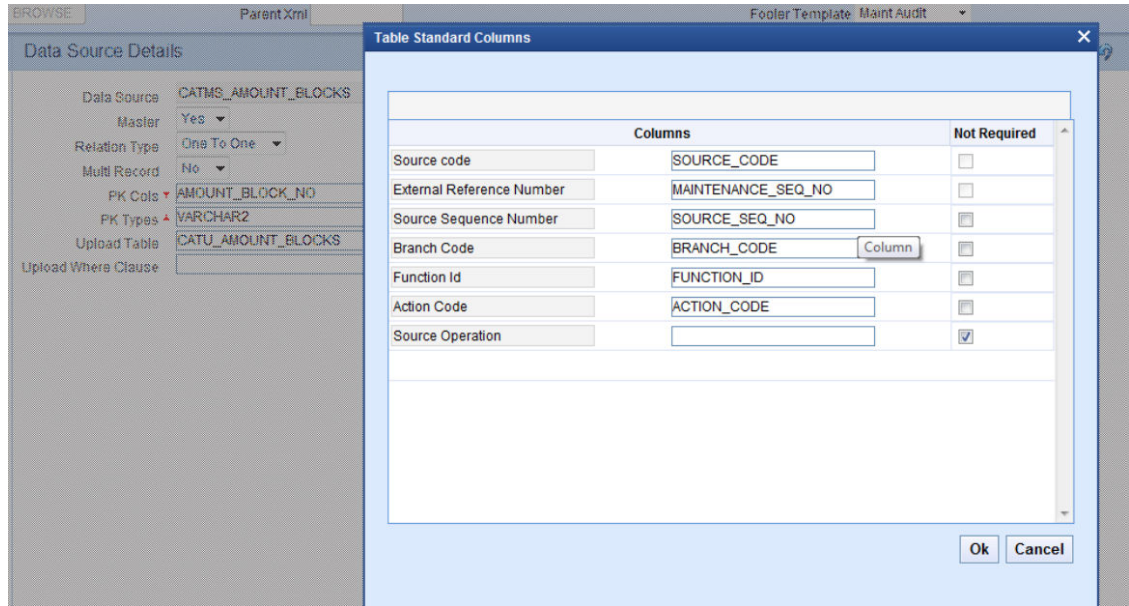 BROWSE Parent Xml Footer Template Maint Audit
Table Standard Columns
Data Source Details
Data Source CATMS_AMOUNT_BLOCKS
Master Yes
Relation Type One To One
Multi Record No
PK Cols AMOUNT_BLOCK_NO
PK Types VARCHAR2
Upload Table CATU_AMOUNT_BLOCKS
Upload Where Clause
Columns Not Required
Source code SOURCE_CODE
External Reference Number MAINTENANCE_SEQ_NO
Source Sequence Number SOURCE_SEQ_NO
Branch Code BRANCH_CODE Column
Function Id FUNCTION_ID
Action Code ACTION_CODE
Source Operation
Ok Cancel